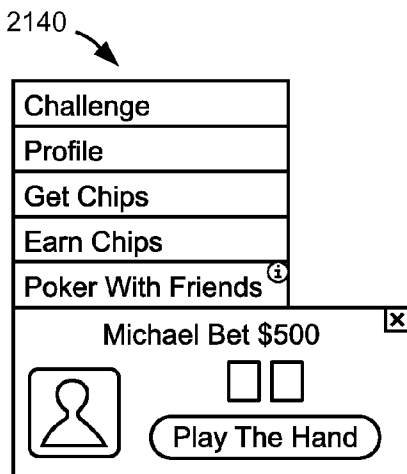 2140
Challenge
Profile
Get Chips
Earn Chips
Poker With Friends i
Michael Bet $500 x
Play The Hand